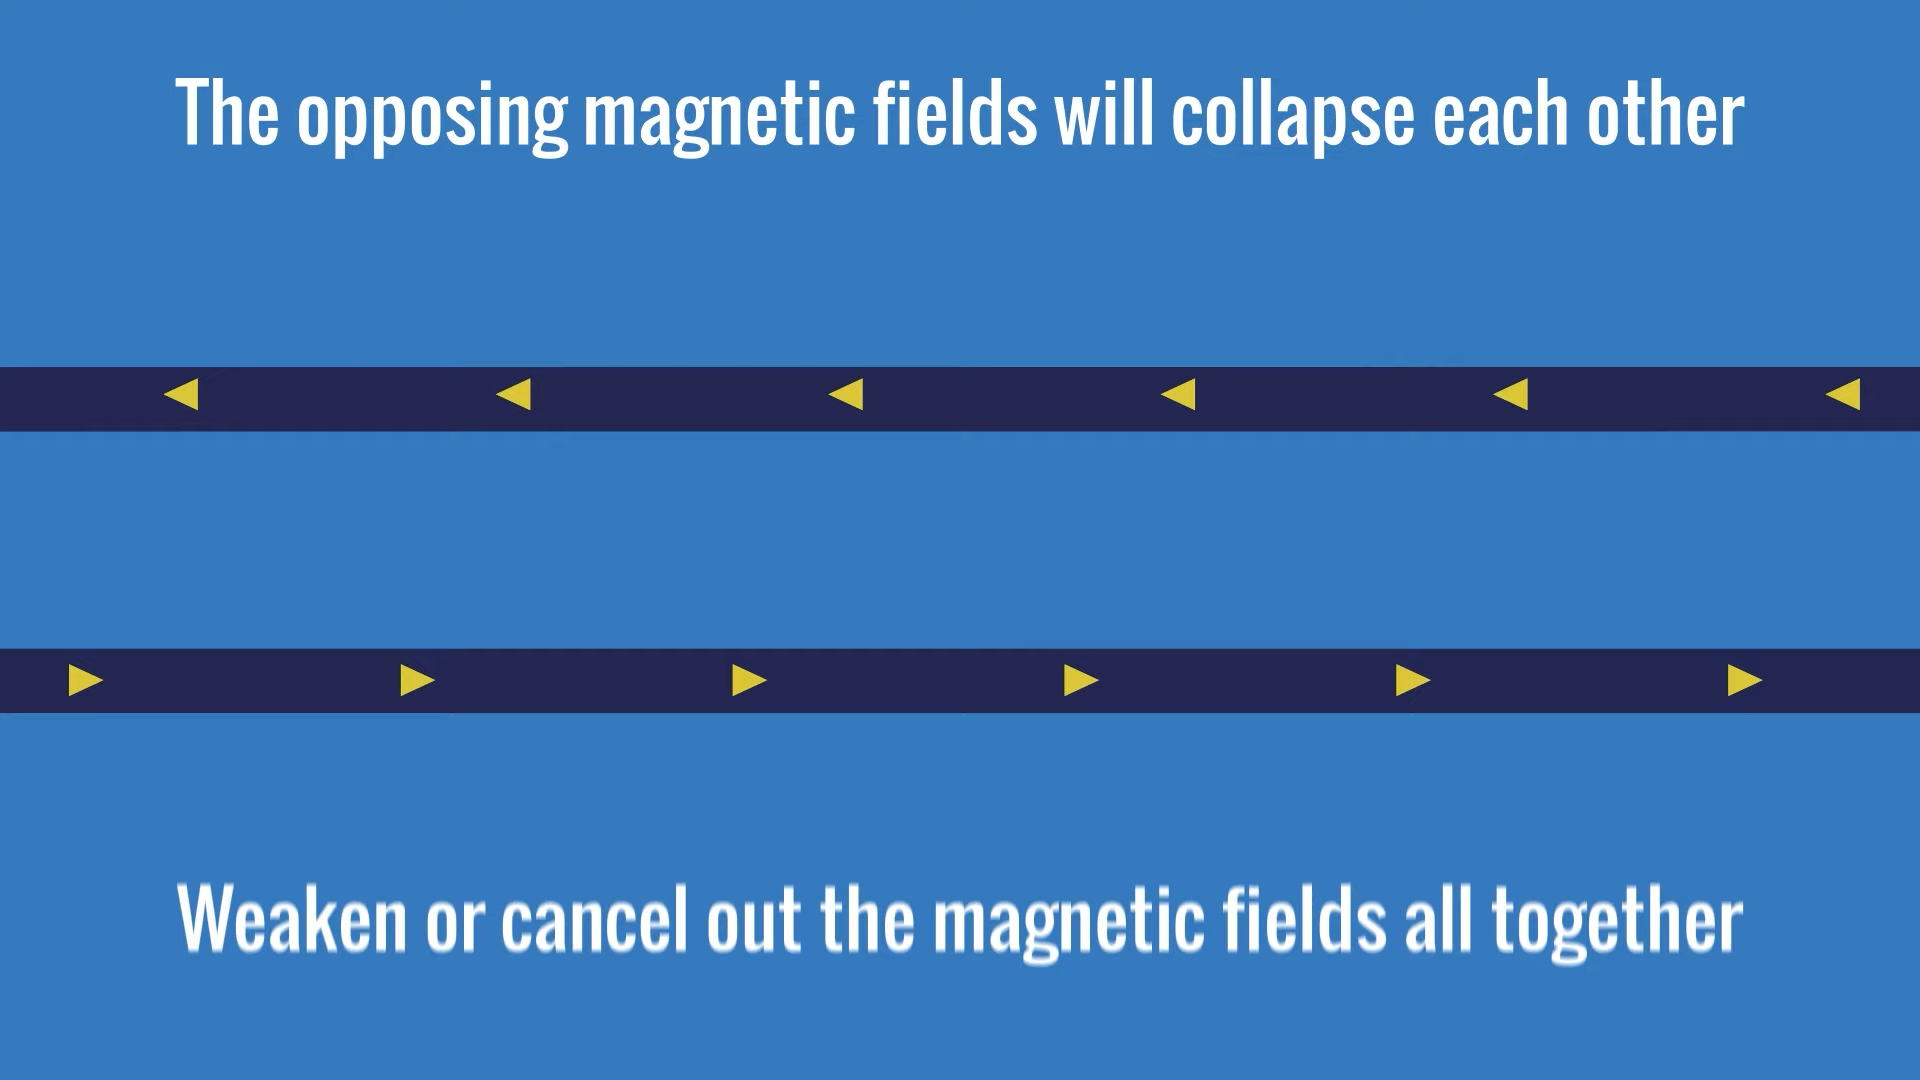 The opposing magnetic fields will collapse each other
Weaken or cancel out the magnetic fields all together